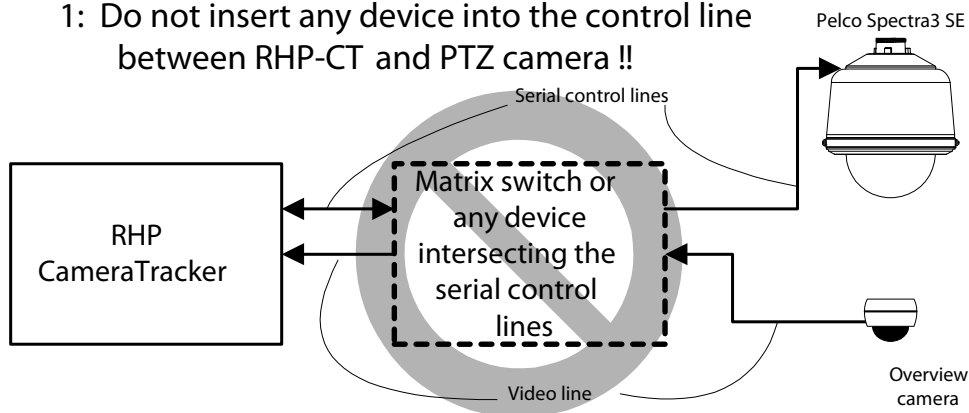 1: Do not insert any device into the control line
between RHP-CT and PTZ camera !!
Pelco Spectra3 SE
Serial control lines
RHP
CameraTracker
Matrix switch or
any device
intersecting the
serial control
lines
Video line
Overview
camera